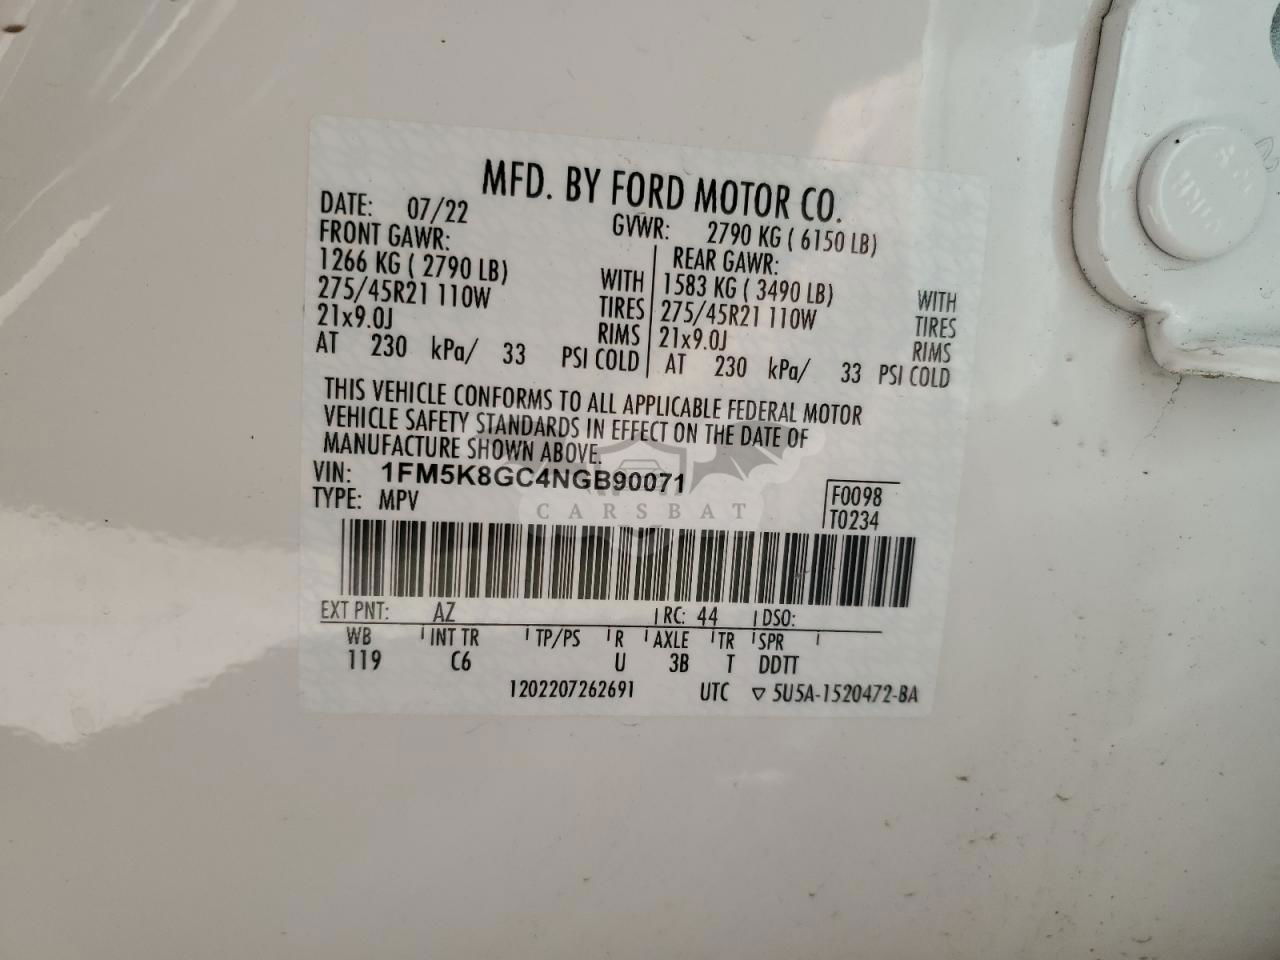 MFD. BY FORD MOTOR CO.
DATE: 07/22 GVWR: 2790 KG ( 6150 LB)
FRONT GAWR: REAR GAWR:
1266 KG ( 2790 LB) WITH 1583 KG ( 3490 LB) WITH
275/45R21 110W TIRES 275/45R21 110W TIRES
21x9.0J RIMS 21x9.0J RIMS
AT 230 kPa/ 33 PSI COLD AT 230 kPa/ 33 PSI COLD
THIS VEHICLE CONFORMS TO ALL APPLICABLE FEDERAL MOTOR
VEHICLE SAFETY STANDARDS IN EFFECT ON THE DATE OF
MANUFACTURE SHOWN ABOVE.
VIN: 1FM5K8GC4NGB90071
TYPE: MPV F0098
CARSBAT T0234
EXT PNT: AZ RC: 44 DSO:
WB INT TR TP/PS R AXLE TR SPR
119 C6 U 3B T DDTT
1202207262691 UTC ▽ 5U5A-1520472-BA